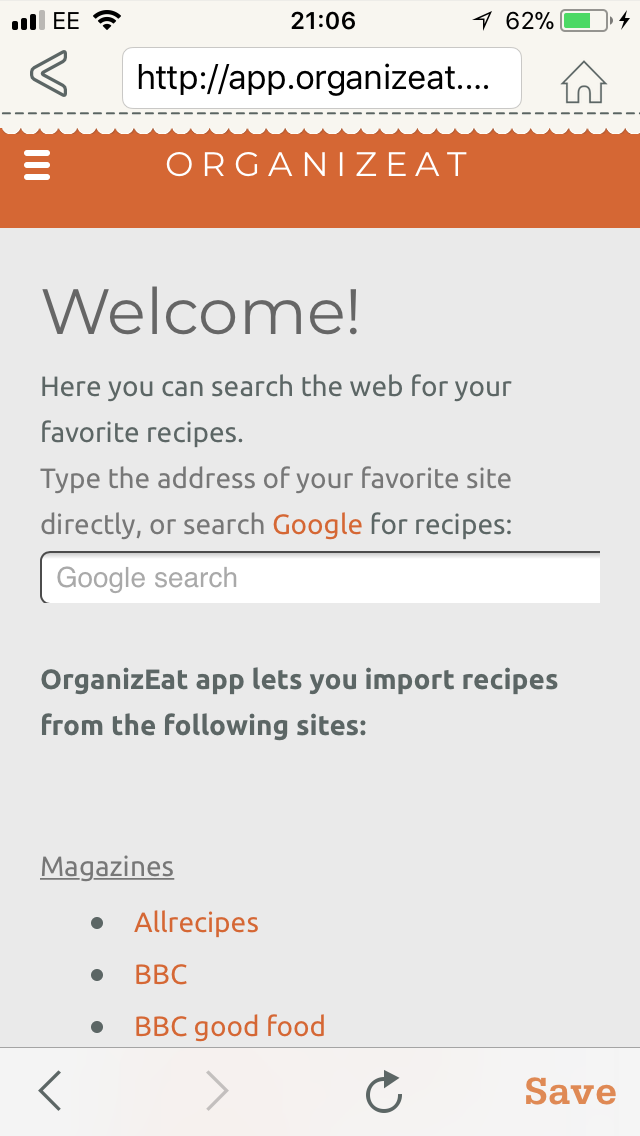 EE 21:06 62%
http://app.organizeat....
ORGANIZEAT
Welcome!
Here you can search the web for your
favorite recipes.
Type the address of your favorite site
directly, or search Google for recipes:
Google search
OrganizEat app lets you import recipes
from the following sites:
Magazines
Allrecipes
BBC
BBC good food
Save